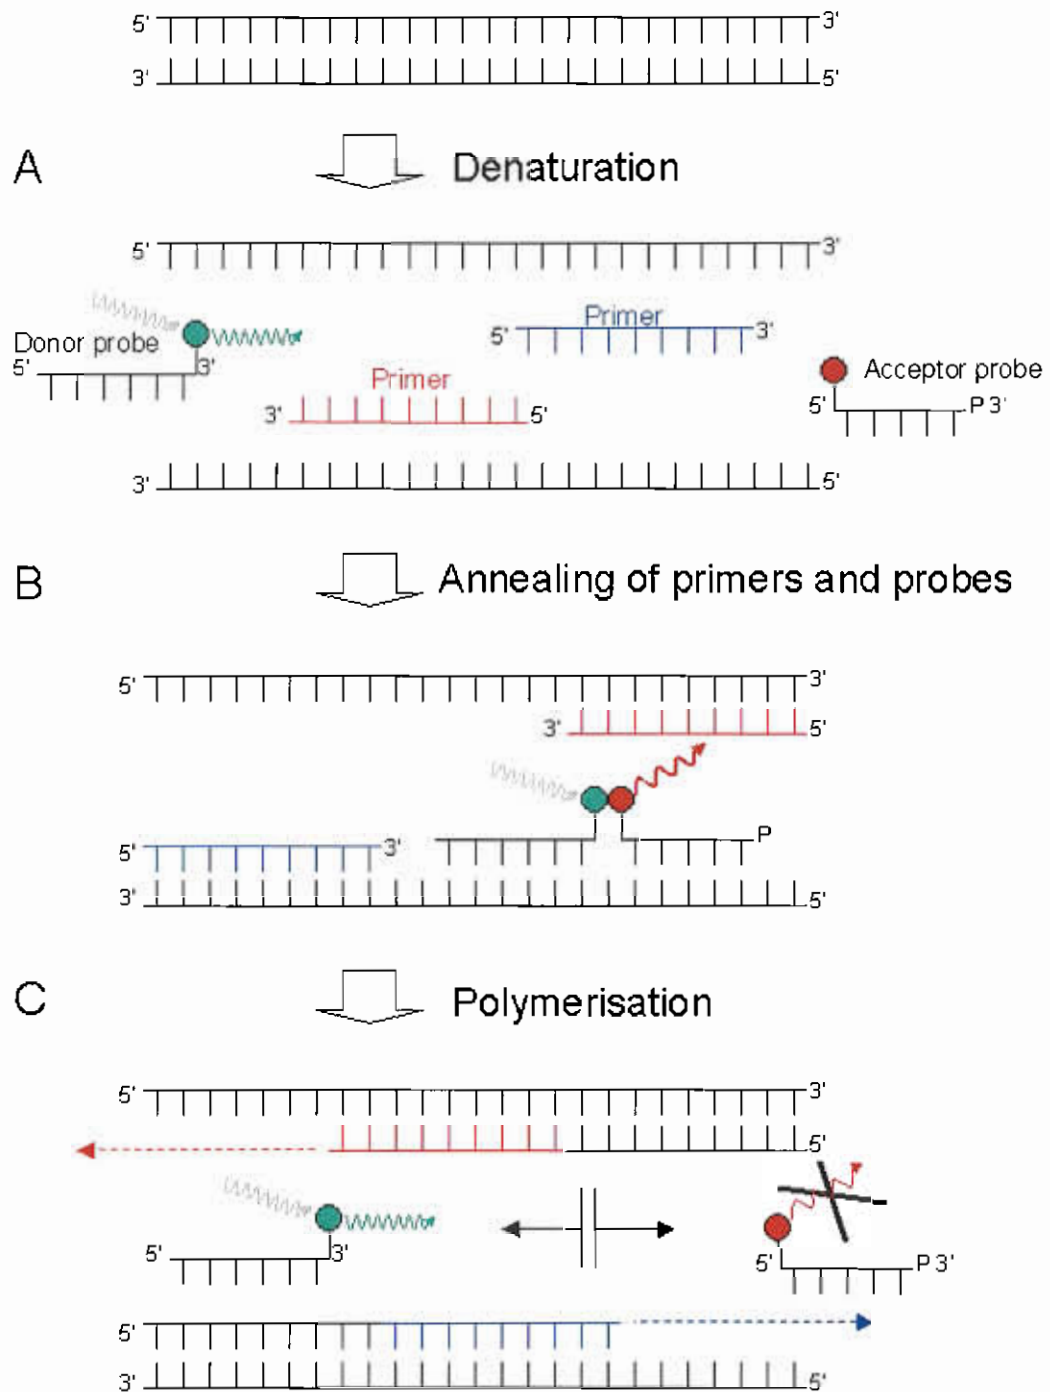 5' 3'
3' 5'
A Denaturation
5' 3'
Primer
5' 3'
Donor probe
5' 3'
Acceptor probe
5' P 3'
Primer
3' 5'
3' 5'
B Annealing of primers and probes
5' 3'
3' 5'
P
5' 3'
3' 5'
C Polymerisation
5' 3'
5'
5' 3'
5' P 3'
5'
3' 5'